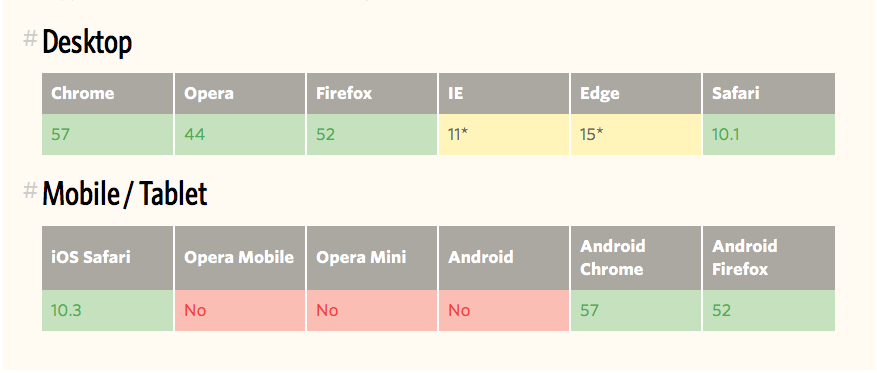 # Desktop
Chrome Opera Firefox IE Edge Safari
57 44 52 11* 15* 10.1
# Mobile / Tablet
iOS Safari Opera Mobile Opera Mini Android Android Chrome Android Firefox
10.3 No No No 57 52